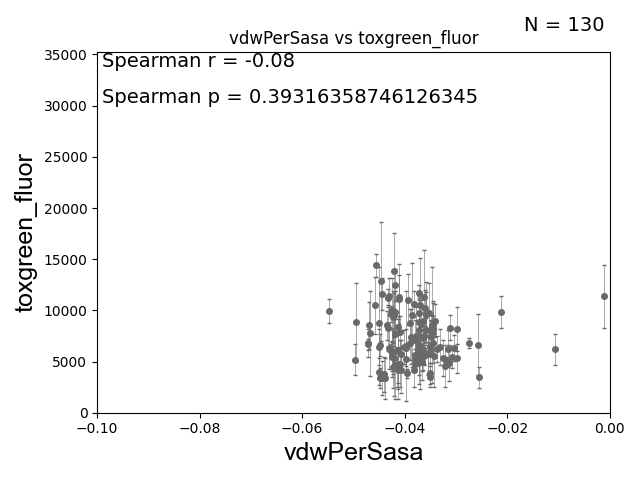 N = 130
vdwPerSasa vs toxgreen_fluor
Spearman r = -0.08
Spearman p = 0.39316358746126345
toxgreen_fluor
35000
30000
25000
20000
15000
10000
5000
0
−0.10 −0.08 −0.06 −0.04 −0.02 0.00
vdwPerSasa